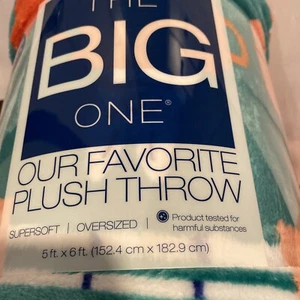 THE
BIG
ONE®
OUR FAVORITE
PLUSH THROW
SUPERSOFT | OVERSIZED | Product tested for
harmful substances
5 ft. x 6 ft. (152.4 cm x 182.9 cm)